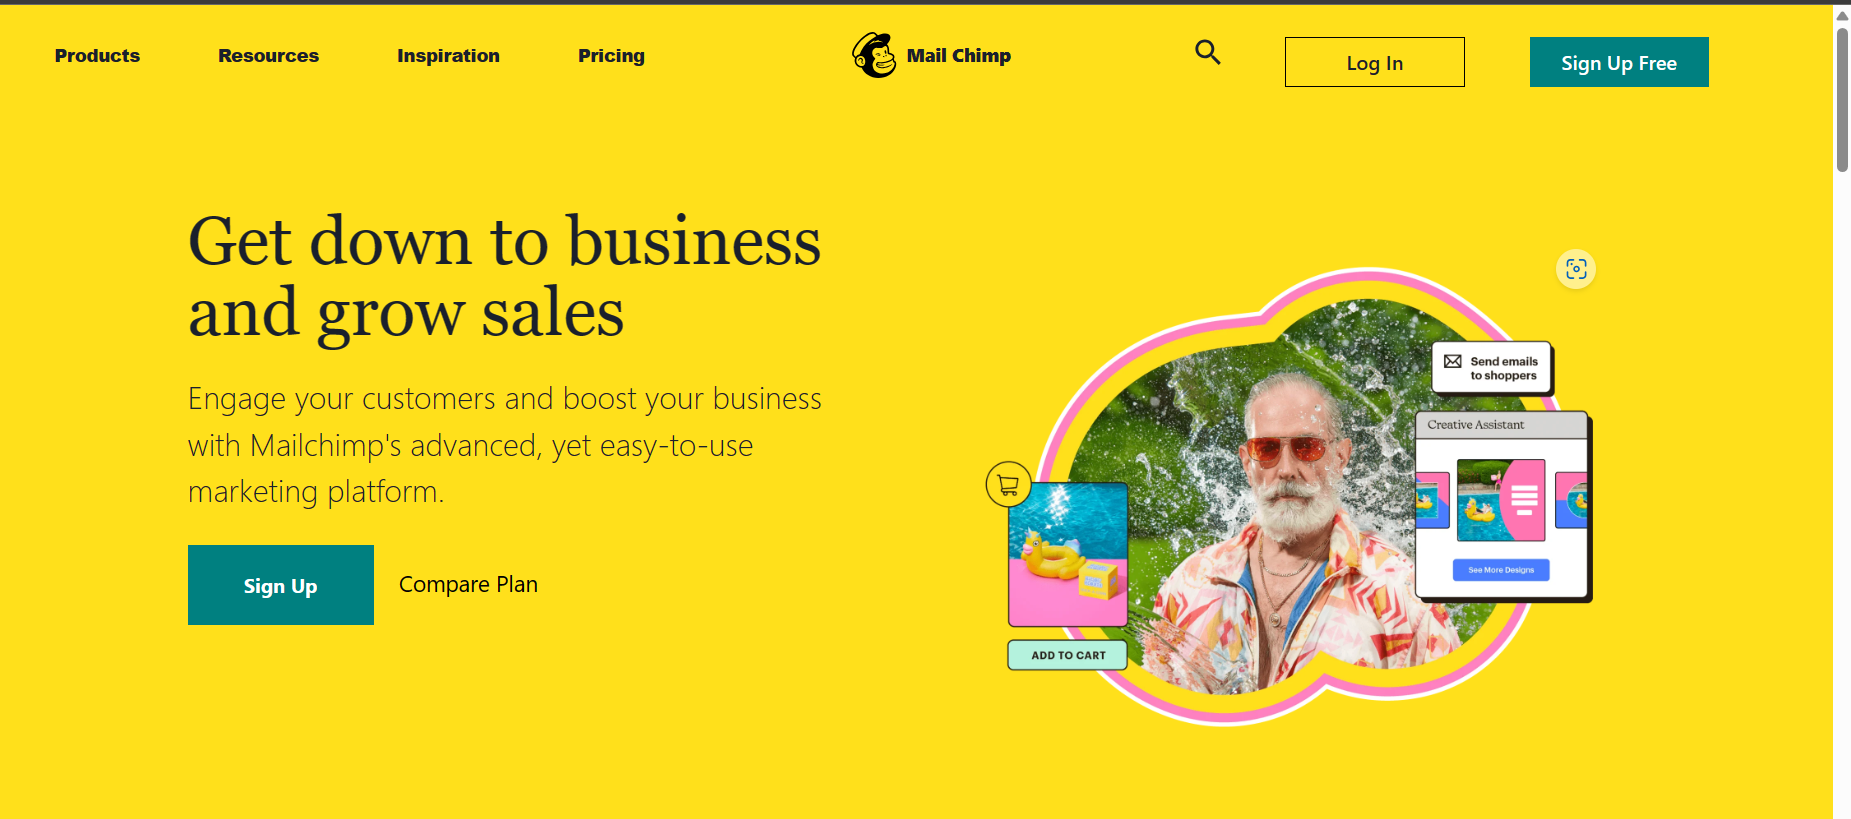 Products Resources Inspiration Pricing Mail Chimp Log In Sign Up Free
Get down to business
and grow sales
Engage your customers and boost your business
with Mailchimp's advanced, yet easy-to-use
marketing platform.
Sign Up Compare Plan
Send emails
to shoppers
Creative Assistant
See More Designs
ADD TO CART